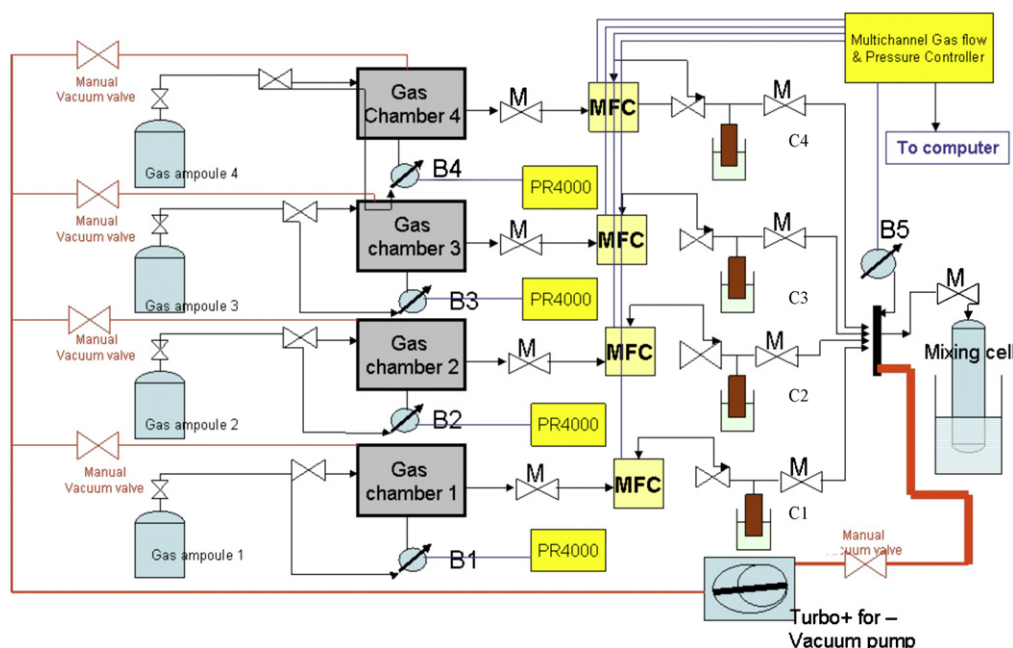 Manual
Vacuum valve
Gas ampoule 4
Gas
Chamber 4
M
MFC
M
C4
Multichannel Gas flow
& Pressure Controller
To computer
B4
PR4000
Manual
Vacuum valve
Gas ampoule 3
Gas
chamber 3
M
MFC
M
C3
B5
B3
PR4000
M
Manual
Vacuum valve
Gas ampoule 2
Gas
chamber 2
M
MFC
M
C2
Mixing cell
B2
PR4000
Manual
Vacuum valve
Gas ampoule 1
Gas
chamber 1
M
MFC
M
C1
B1
PR4000
Manual
cuum valve
Turbo+ for –
Vacuum pump